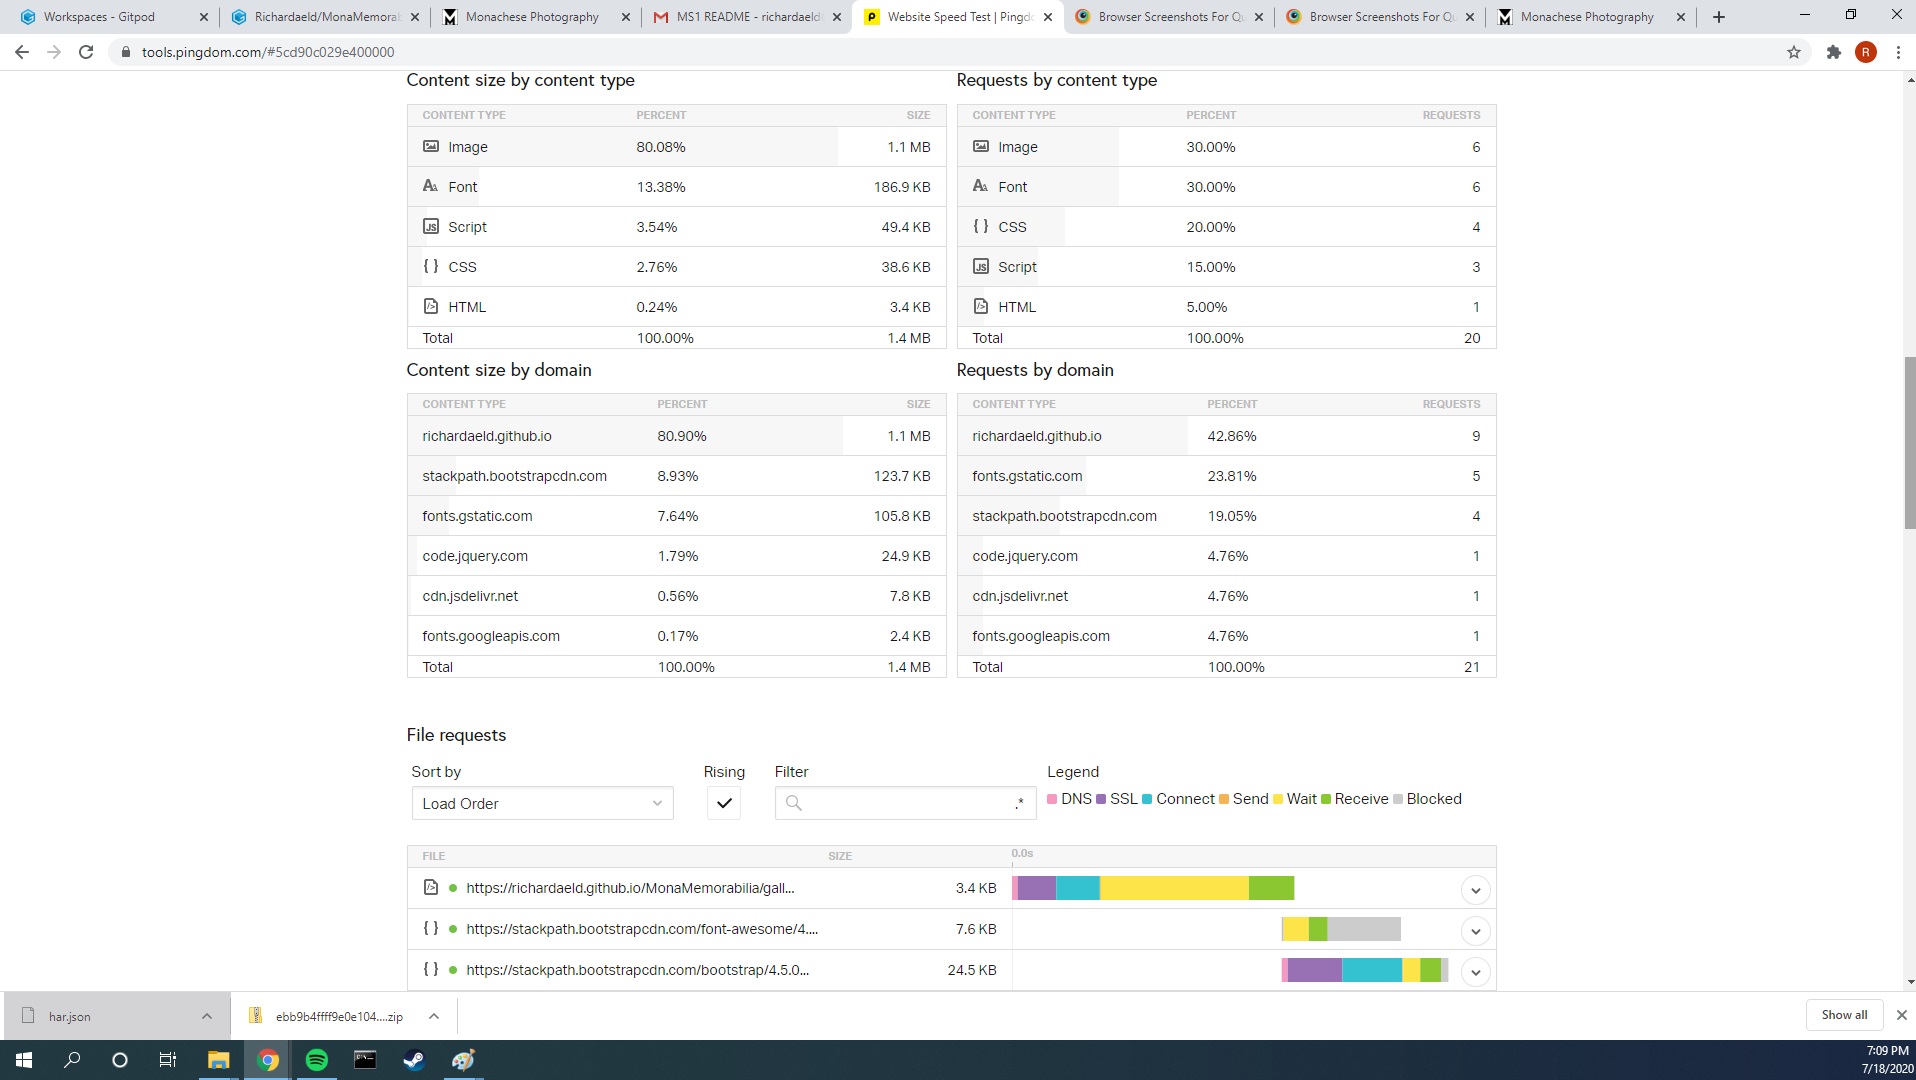 Workspaces - Gitpod
Richardaeld/MonaMemorab
Monachese Photography
MS1 README - richardaeld
Website Speed Test | Pingdo
Browser Screenshots For Qu
Browser Screenshots For Qu
Monachese Photography
tools.pingdom.com/#5cd90c029e400000
R
Content size by content type
CONTENT TYPE PERCENT SIZE
Image 80.08% 1.1 MB
Font 13.38% 186.9 KB
Script 3.54% 49.4 KB
CSS 2.76% 38.6 KB
HTML 0.24% 3.4 KB
Total 100.00% 1.4 MB
Requests by content type
CONTENT TYPE PERCENT REQUESTS
Image 30.00% 6
Font 30.00% 6
CSS 20.00% 4
Script 15.00% 3
HTML 5.00% 1
Total 100.00% 20
Content size by domain
CONTENT TYPE PERCENT SIZE
richardaeld.github.io 80.90% 1.1 MB
stackpath.bootstrapcdn.com 8.93% 123.7 KB
fonts.gstatic.com 7.64% 105.8 KB
code.jquery.com 1.79% 24.9 KB
cdn.jsdelivr.net 0.56% 7.8 KB
fonts.googleapis.com 0.17% 2.4 KB
Total 100.00% 1.4 MB
Requests by domain
CONTENT TYPE PERCENT REQUESTS
richardaeld.github.io 42.86% 9
fonts.gstatic.com 23.81% 5
stackpath.bootstrapcdn.com 19.05% 4
code.jquery.com 4.76% 1
cdn.jsdelivr.net 4.76% 1
fonts.googleapis.com 4.76% 1
Total 100.00% 21
File requests
Sort by Rising Filter Legend
Load Order .* DNS SSL Connect Send Wait Receive Blocked
FILE SIZE 0.0s
https://richardaeld.github.io/MonaMemorabilia/gall... 3.4 KB
{ } https://stackpath.bootstrapcdn.com/font-awesome/4.... 7.6 KB
{ } https://stackpath.bootstrapcdn.com/bootstrap/4.5.0... 24.5 KB
har.json
ebb9b4ffff9e0e104....zip
Show all
7:09 PM
7/18/2020